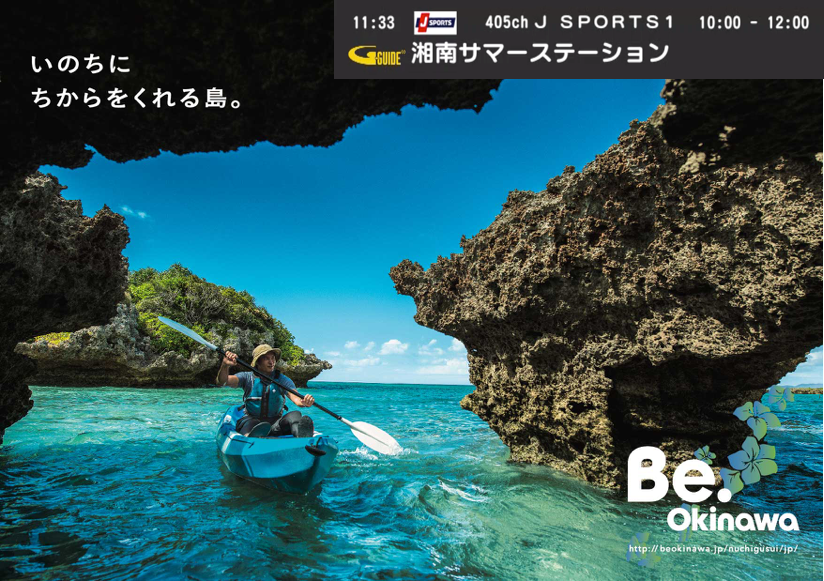 11:33 J SPORTS 405ch J SPORTS1 10:00 - 12:00
G-GUIDE 湘南サマーステーション
いのちに
ちからをくれる島。
Be.
Okinawa
http://beokinawa.jp/nuchigusui/jp/